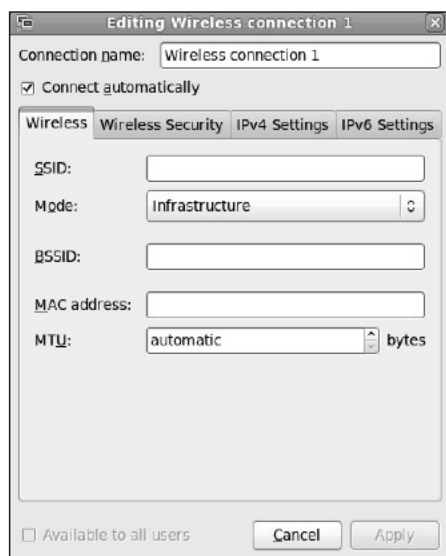 Editing Wireless connection 1
Connection name: Wireless connection 1
Connect automatically
Wireless Wireless Security IPv4 Settings IPv6 Settings
SSID:
Mode: Infrastructure
BSSID:
MAC address:
MTU: automatic bytes
Available to all users Cancel Apply